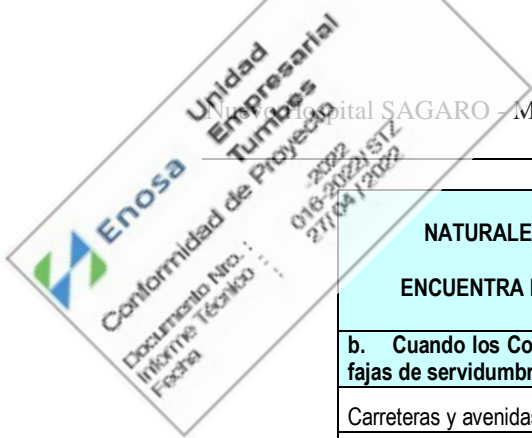 Nuevo Hospital SAGARO - M
Enosa
Unidad
Empresarial
Tumbes
Conformidad de Proyecto
Documento Nro. : -2022
Informe Técnico : 016-2022/ STZ
Fecha : 27/ 04 / 2022
NATURALE
ENCUENTRA
b. Cuando los Co
fajas de servidumbr
Carreteras y avenidas